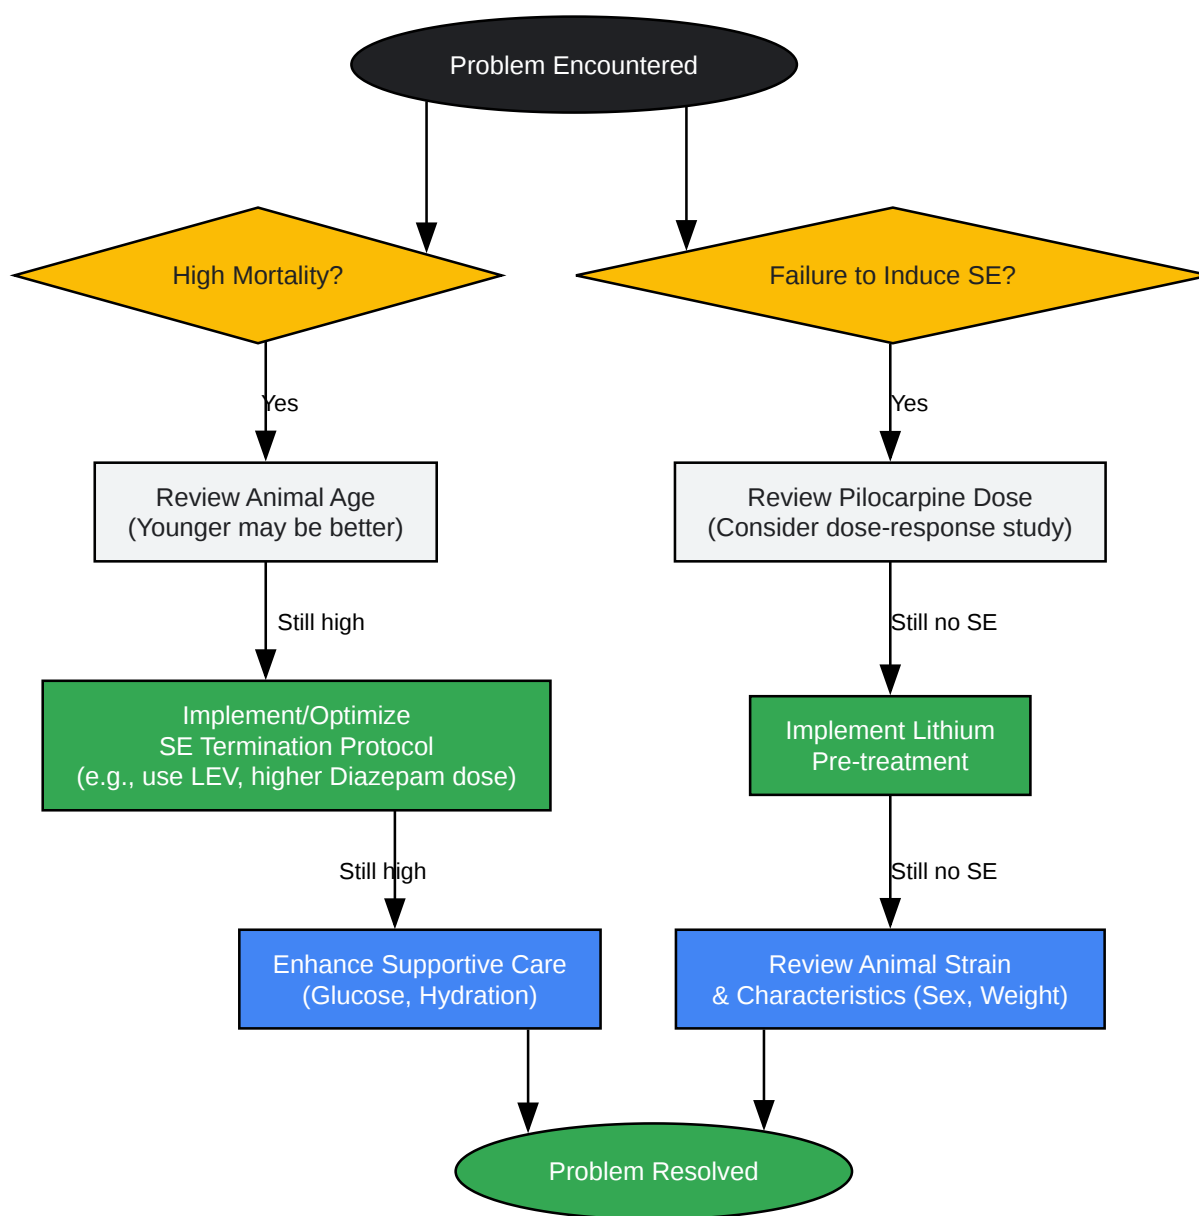 Problem Encountered
High Mortality?
Failure to Induce SE?
Yes
Yes
Review Animal Age
(Younger may be better)
Review Pilocarpine Dose
(Consider dose-response study)
Still high
Still no SE
Implement/Optimize
SE Termination Protocol
(e.g., use LEV, higher Diazepam dose)
Implement Lithium
Pre-treatment
Still high
Still no SE
Enhance Supportive Care
(Glucose, Hydration)
Review Animal Strain
& Characteristics (Sex, Weight)
Problem Resolved